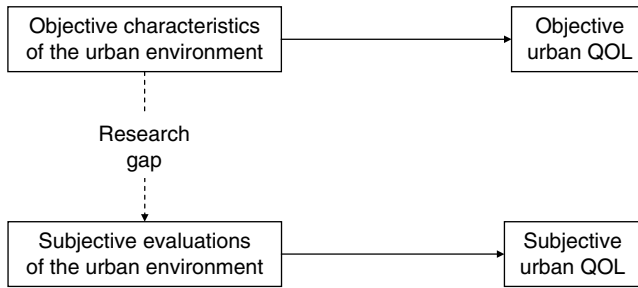 Objective characteristics
of the urban environment
Objective
urban QOL
Research
gap
Subjective evaluations
of the urban environment
Subjective
urban QOL